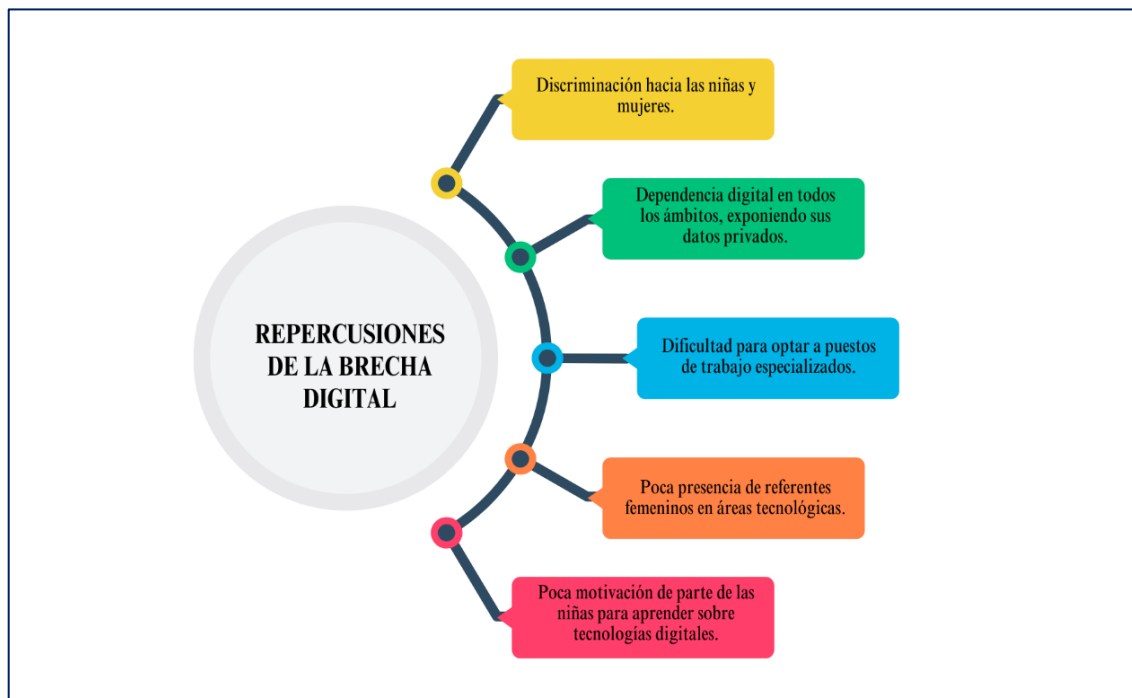 REPERCUSIONES
DE LA BRECHA
DIGITAL
Discriminación hacia las niñas y
mujeres.
Dependencia digital en todos
los ámbitos, exponiendo sus
datos privados.
Dificultad para optar a puestos
de trabajo especializados.
Poca presencia de referentes
femeninos en áreas tecnológicas.
Poca motivación de parte de las
niñas para aprender sobre
tecnologías digitales.